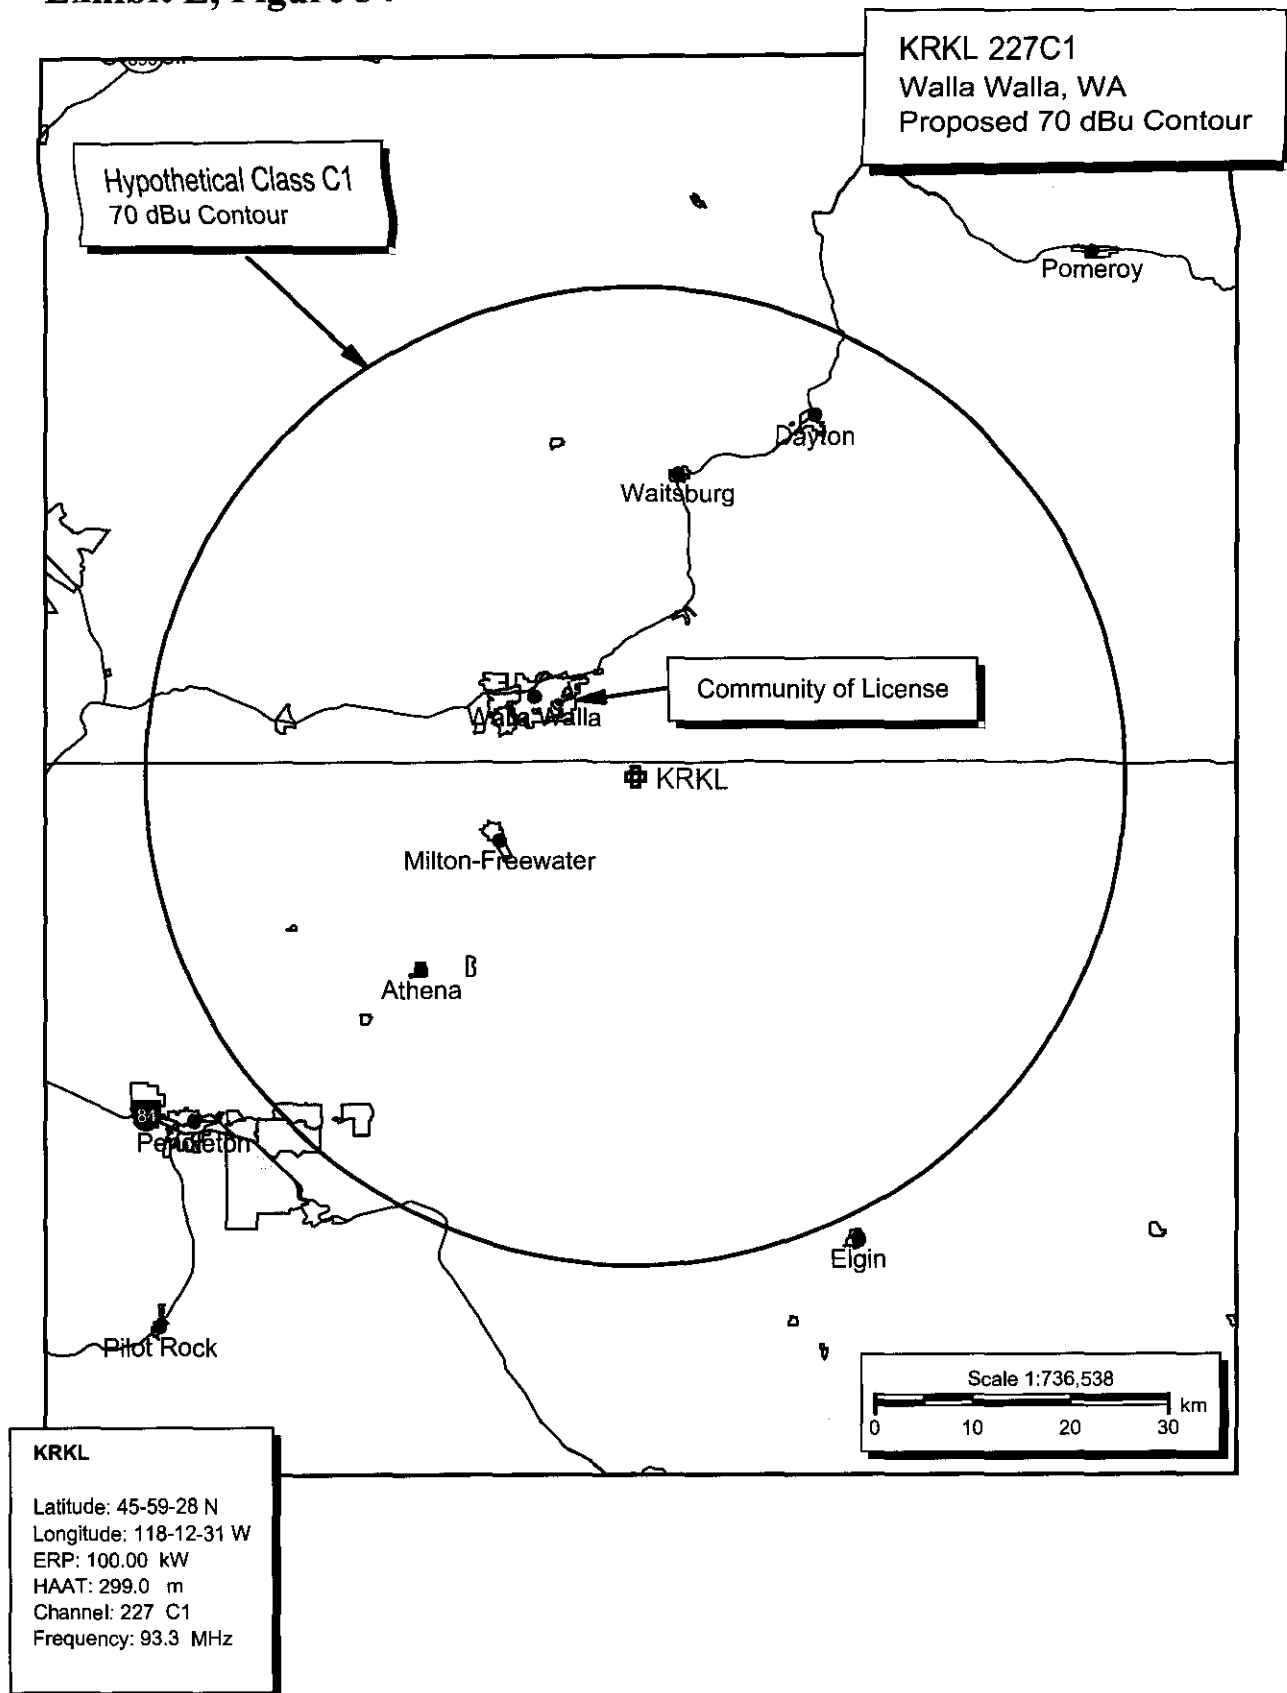 KRKL 227C1
Walla Walla, WA
Proposed 70 dBu Contour
Hypothetical Class C1
70 dBu Contour
Pomeroy
Dayton
Waitsburg
Community of License
Walla Walla
KRKL
Milton-Freewater
Athena
84
Pendleton
Elgin
Pilot Rock
Scale 1:736,538
km
0 10 20 30
KRKL
Latitude: 45-59-28 N
Longitude: 118-12-31 W
ERP: 100.00 kW
HAAT: 299.0 m
Channel: 227 C1
Frequency: 93.3 MHz